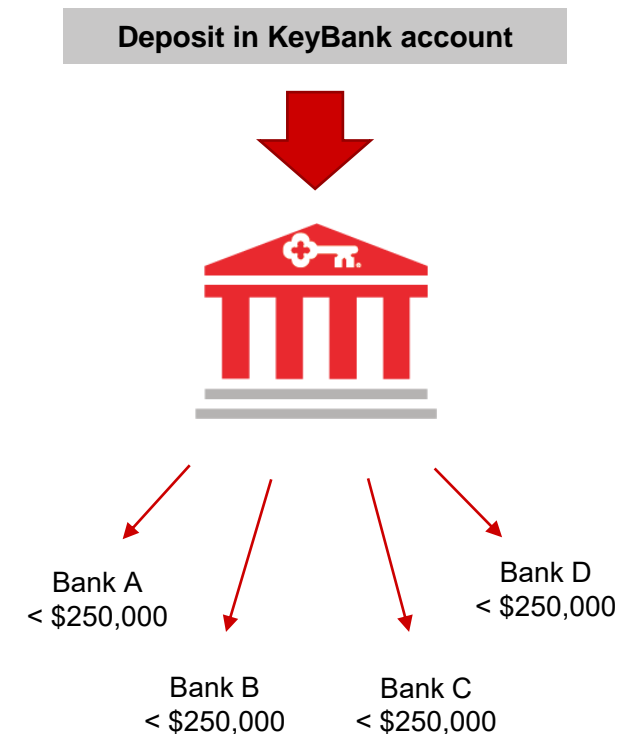 Deposit in KeyBank account
Bank A
< $250,000
Bank B
< $250,000
Bank C
< $250,000
Bank D
< $250,000